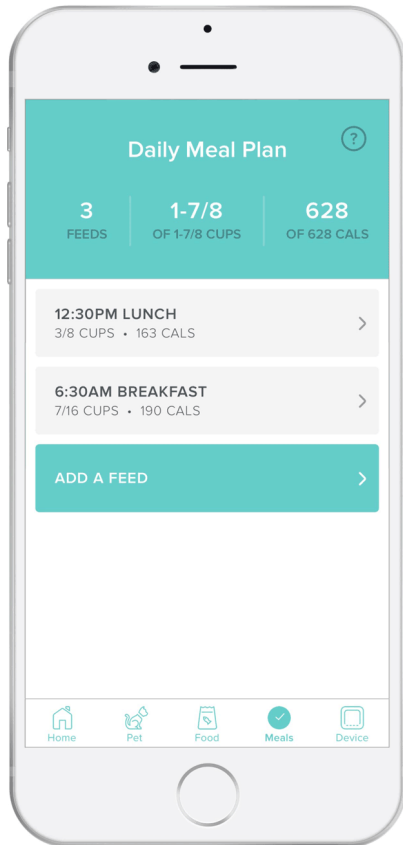 Daily Meal Plan
?
3
FEEDS
1-7/8
OF 1-7/8 CUPS
628
OF 628 CALS
12:30PM LUNCH
3/8 CUPS • 163 CALS
6:30AM BREAKFAST
7/16 CUPS • 190 CALS
ADD A FEED
Home
Pet
Food
Meals
Device